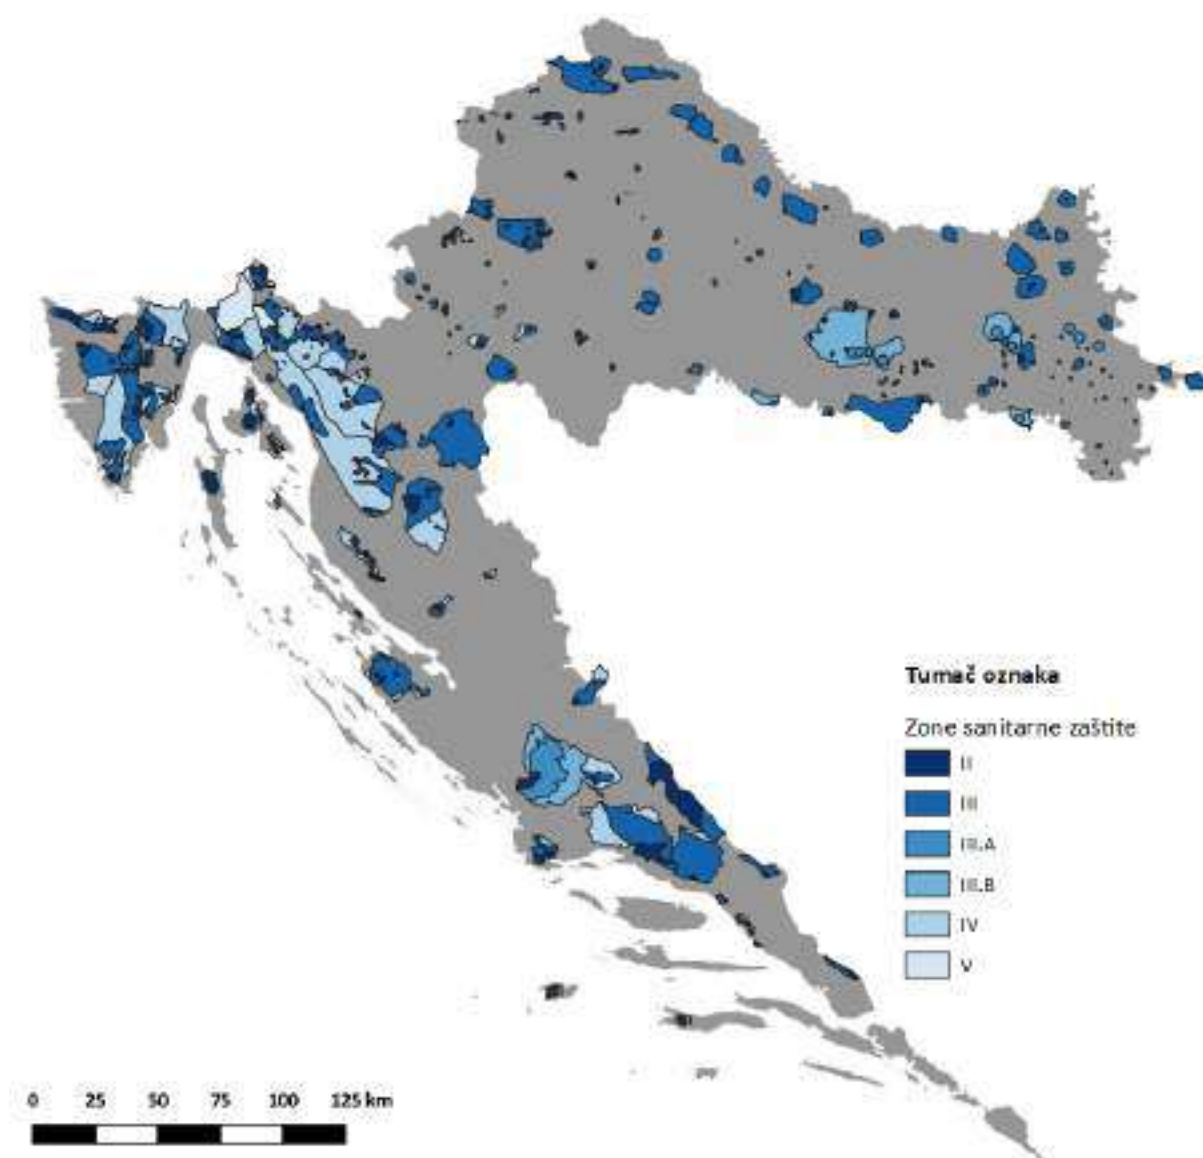 Tumač oznaka
Zone sanitarne zaštite
II
III
III.A
III.B
IV
V
0 25 50 75 100 125 km